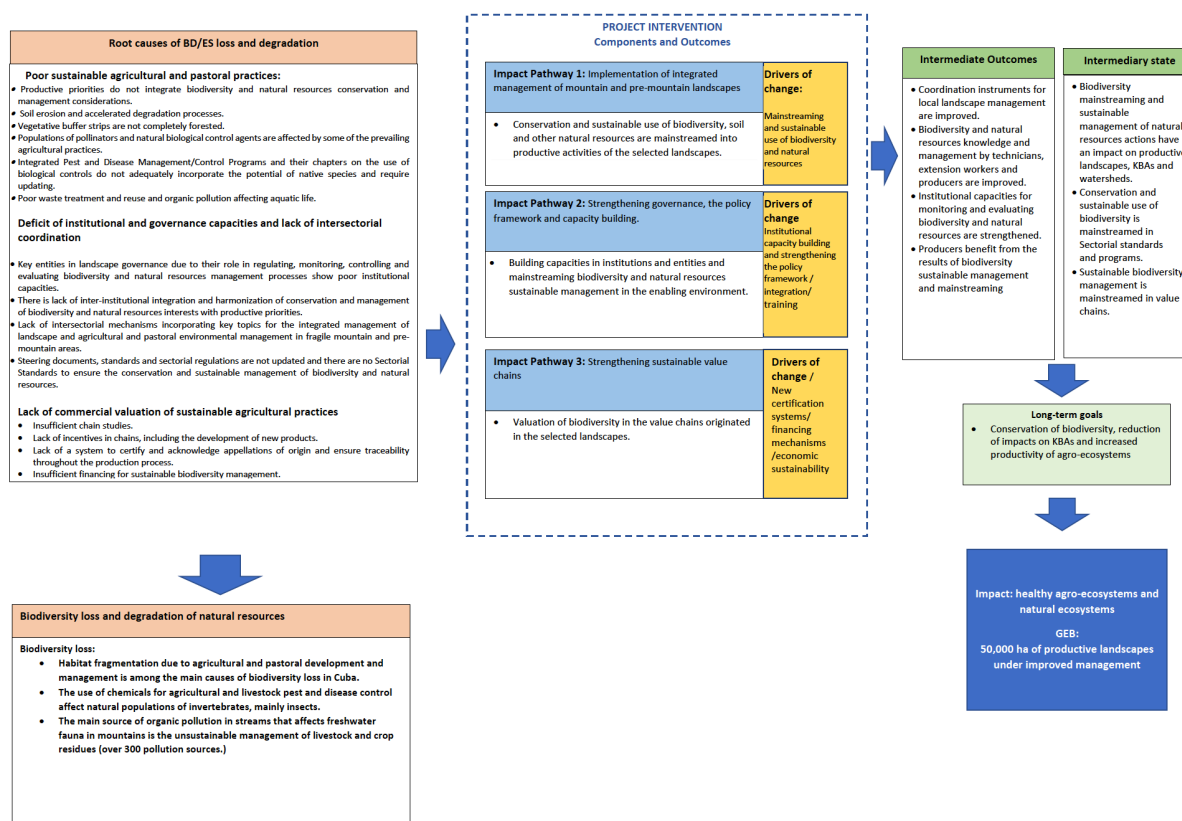 Root causes of BD/ES loss and degradation
Poor sustainable agricultural and pastoral practices:
• Productive priorities do not integrate biodiversity and natural resources conservation and
management considerations.
• Soil erosion and accelerated degradation processes.
• Vegetative buffer strips are not completely forested.
• Populations of pollinators and natural biological control agents are affected by some of the prevailing
agricultural practices.
• Integrated Pest and Disease Management/Control Programs and their chapters on the use of
biological controls do not adequately incorporate the potential of native species and require
updating.
• Poor waste treatment and reuse and organic pollution affecting aquatic life.
Deficit of institutional and governance capacities and lack of intersectorial
coordination
• Key entities in landscape governance due to their role in regulating, monitoring, controlling and
evaluating biodiversity and natural resources management processes show poor institutional
capacities.
• There is lack of inter-institutional integration and harmonization of conservation and management
of biodiversity and natural resources interests with productive priorities.
• Lack of intersectorial mechanisms incorporating key topics for the integrated management of
landscape and agricultural and pastoral environmental management in fragile mountain and pre-
mountain areas.
• Steering documents, standards and sectorial regulations are not updated and there are no Sectorial
Standards to ensure the conservation and sustainable management of biodiversity and natural
resources.
Lack of commercial valuation of sustainable agricultural practices
• Insufficient chain studies.
• Lack of incentives in chains, including the development of new products.
• Lack of a system to certify and acknowledge appellations of origin and ensure traceability
throughout the production process.
• Insufficient financing for sustainable biodiversity management.
Biodiversity loss and degradation of natural resources
Biodiversity loss:
• Habitat fragmentation due to agricultural and pastoral development and
management is among the main causes of biodiversity loss in Cuba.
• The use of chemicals for agricultural and livestock pest and disease control
affect natural populations of invertebrates, mainly insects.
• The main source of organic pollution in streams that affects freshwater
fauna in mountains is the unsustainable management of livestock and crop
residues (over 300 pollution sources.)
PROJECT INTERVENTION
Components and Outcomes
Impact Pathway 1: Implementation of integrated
management of mountain and pre-mountain landscapes
• Conservation and sustainable use of biodiversity, soil
and other natural resources are mainstreamed into
productive activities of the selected landscapes.
Drivers of
change:
Mainstreaming
and sustainable
use of biodiversity
and natural
resources
Impact Pathway 2: Strengthening governance, the policy
framework and capacity building.
• Building capacities in institutions and entities and
mainstreaming biodiversity and natural resources
sustainable management in the enabling environment.
Drivers of
change
Institutional
capacity building
and strengthening
the policy
framework /
integration/
training
Impact Pathway 3: Strengthening sustainable value
chains
• Valuation of biodiversity in the value chains originated
in the selected landscapes.
Drivers of
change /
New
certification
systems/
financing
mechanisms
/economic
sustainability
Intermediate Outcomes
• Coordination instruments for
local landscape management
are improved.
• Biodiversity and natural
resources knowledge and
management by technicians,
extension workers and
producers are improved.
• Institutional capacities for
monitoring and evaluating
biodiversity and natural
resources are strengthened.
• Producers benefit from the
results of biodiversity
sustainable management
and mainstreaming
Intermediary state
• Biodiversity
mainstreaming and
sustainable
management of natural
resources actions have
an impact on productive
landscapes, KBAs and
watersheds.
• Conservation and
sustainable use of
biodiversity is
mainstreamed in
Sectorial standards
and programs.
• Sustainable biodiversity
management is
mainstreamed in value
chains.
Long-term goals
• Conservation of biodiversity, reduction
of impacts on KBAs and increased
productivity of agro-ecosystems
Impact: healthy agro-ecosystems and
natural ecosystems
GEB:
50,000 ha of productive landscapes
under improved management